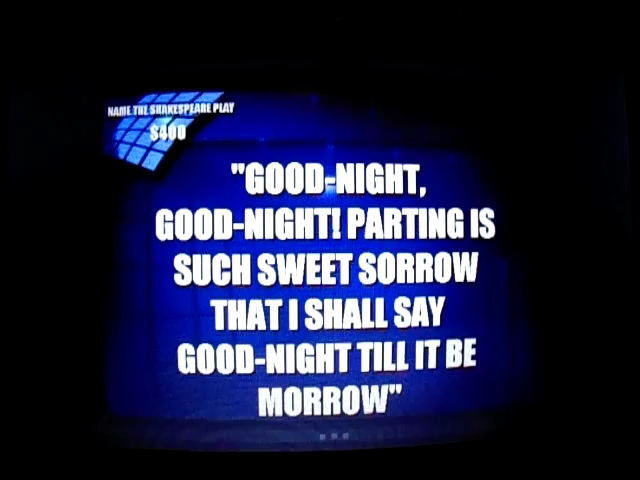 NAME THE SHAKESPEARE PLAY
$400
"GOOD-NIGHT,
GOOD-NIGHT! PARTING IS
SUCH SWEET SORROW
THAT I SHALL SAY
GOOD-NIGHT TILL IT BE
MORROW"